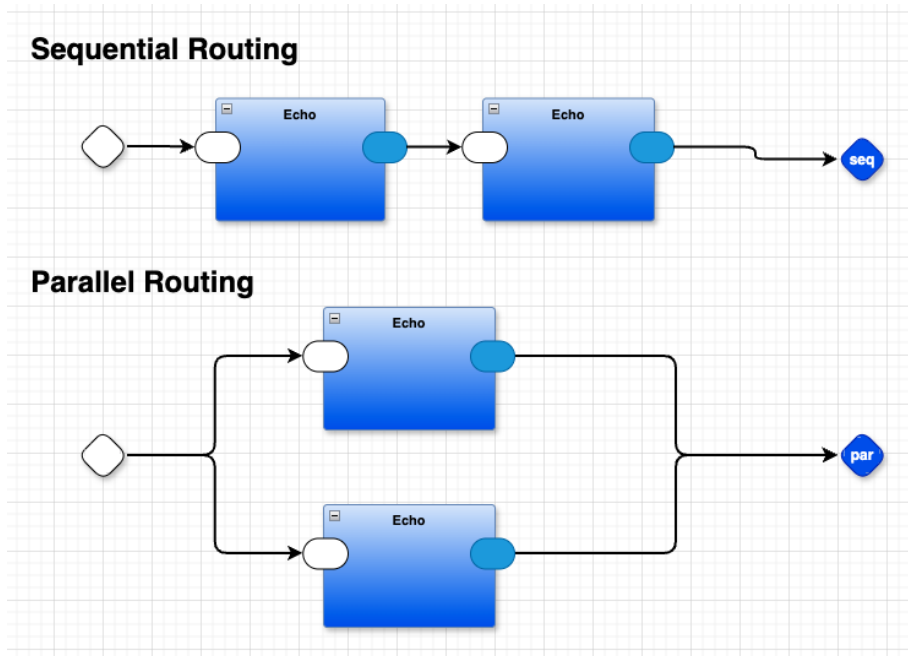 Sequential Routing
Echo
Echo
seq
Parallel Routing
Echo
par
Echo